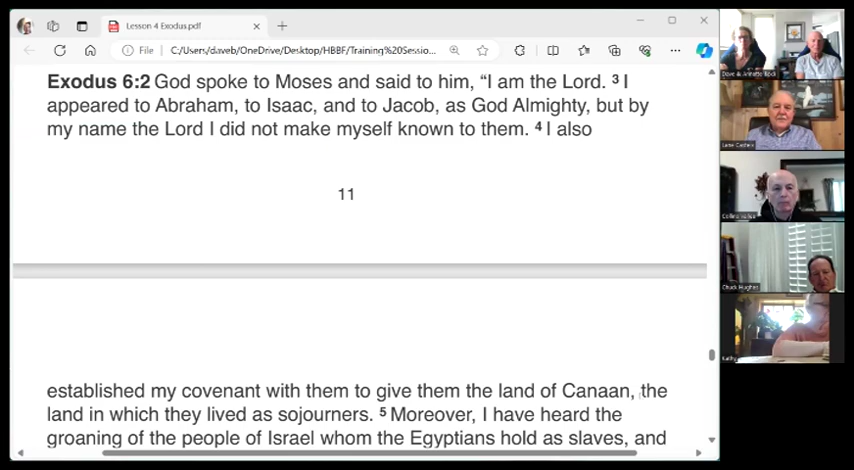 Lesson 4 Exodus.pdf
File
C:/Users/daveb/OneDrive/Desktop/HBBF/Training%20Sessio...
Exodus 6:2 God spoke to Moses and said to him, “I am the Lord. ³ I
appeared to Abraham, to Isaac, and to Jacob, as God Almighty, but by
my name the Lord I did not make myself known to them. ⁴ I also
11
established my covenant with them to give them the land of Canaan, the
land in which they lived as sojourners. ⁵ Moreover, I have heard the
groaning of the people of Israel whom the Egyptians hold as slaves, and
Dave & Annette
Chuck Hughes
Kathy